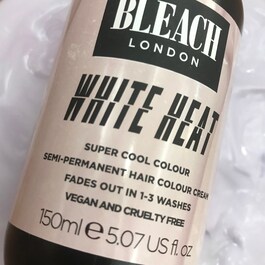 BLEACH
LONDON
WHITE HEAT
SUPER COOL COLOUR
SEMI-PERMANENT HAIR COLOUR CREAM
FADES OUT IN 1-3 WASHES
VEGAN AND CRUELTY FREE
150ml e 5.07 US fl. oz